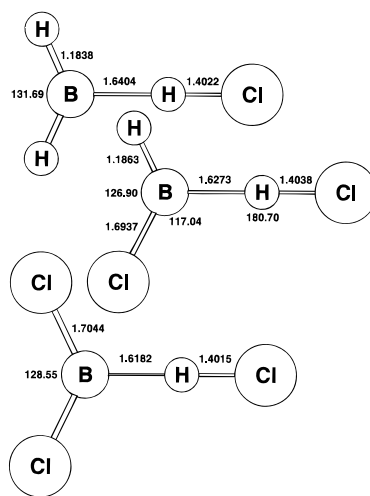 H
1.1838
131.69 B 1.6404 H 1.4022 Cl
H
H
1.1863
126.90 B 1.6273 H 1.4038 Cl
1.6937 117.04 180.70
Cl
Cl
1.7044
128.55 B 1.6182 H 1.4015 Cl
Cl